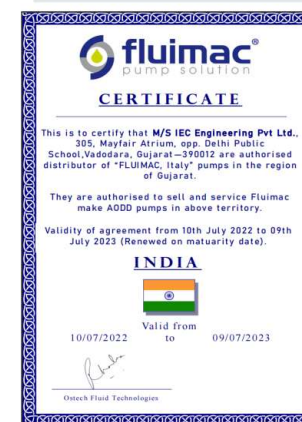 fluimac®
pump solution
CERTIFICATE
This is to certify that M/S IEC Engineering Pvt Ltd.,
305, Mayfair Atrium, opp. Delhi Public
School,Vadodara, Gujarat—390012 are authorised
distributor of "FLUIMAC, Italy" pumps in the region
of Gujarat.
They are authorised to sell and service Fluimac
make AODD pumps in above territory.
Validity of agreement from 10th July 2022 to 09th
July 2023 (Renewed on matuarity date).
INDIA
Valid from
10/07/2022 to 09/07/2023
Ostech Fluid Technologies